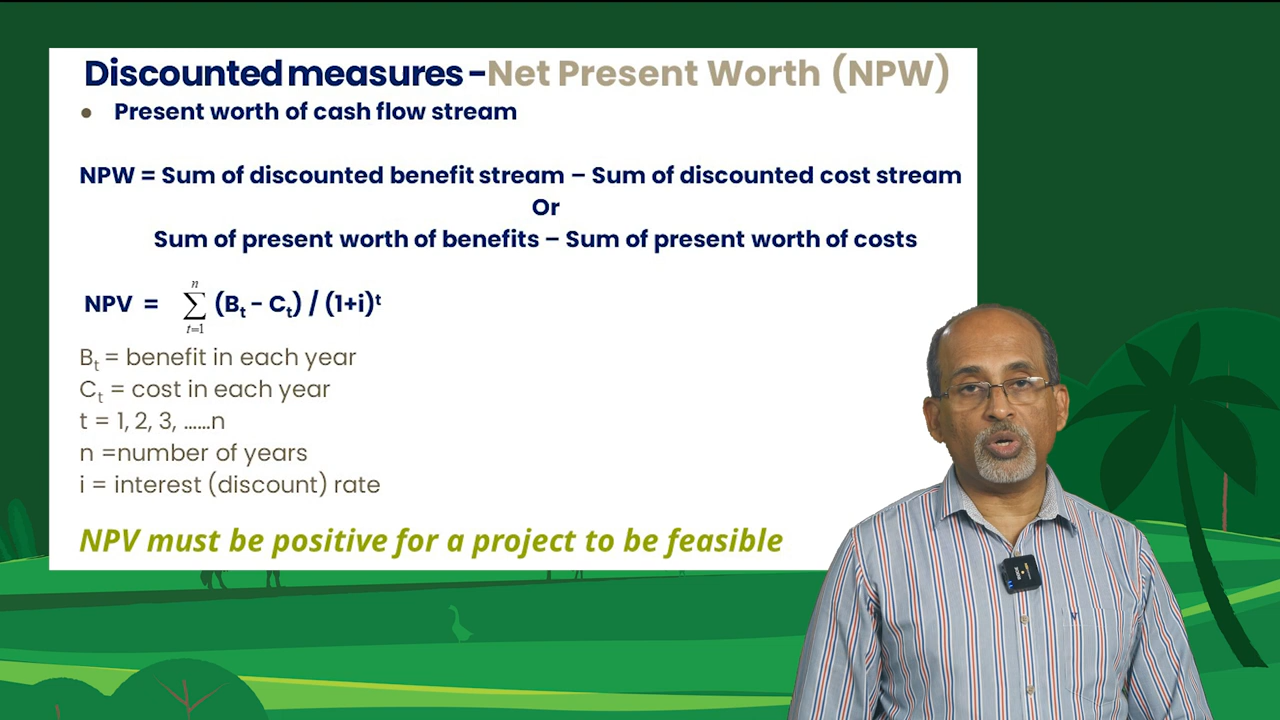 Discounted measures – Net Present Worth (NPW)
● Present worth of cash flow stream
NPW = Sum of discounted benefit stream – Sum of discounted cost stream
Or
Sum of present worth of benefits – Sum of present worth of costs
NPV = ∑ₜ₌₁ⁿ (Bₜ - Cₜ) / (1+i)ᵗ
Bₜ = benefit in each year
Cₜ = cost in each year
t = 1, 2, 3, ……n
n =number of years
i = interest (discount) rate
NPV must be positive for a project to be feasible